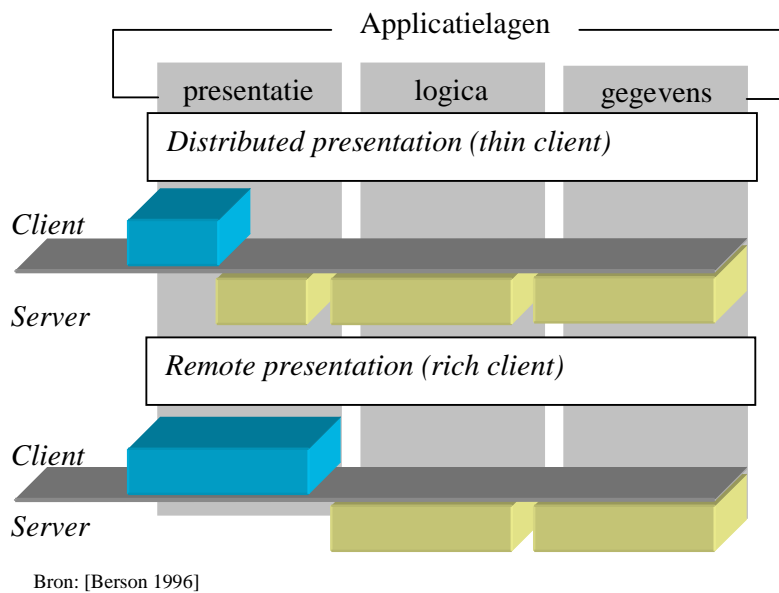 Applicatielagen
presentatie logica gegevens
Distributed presentation (thin client)
Client
Server
Remote presentation (rich client)
Client
Server
Bron: [Berson 1996]